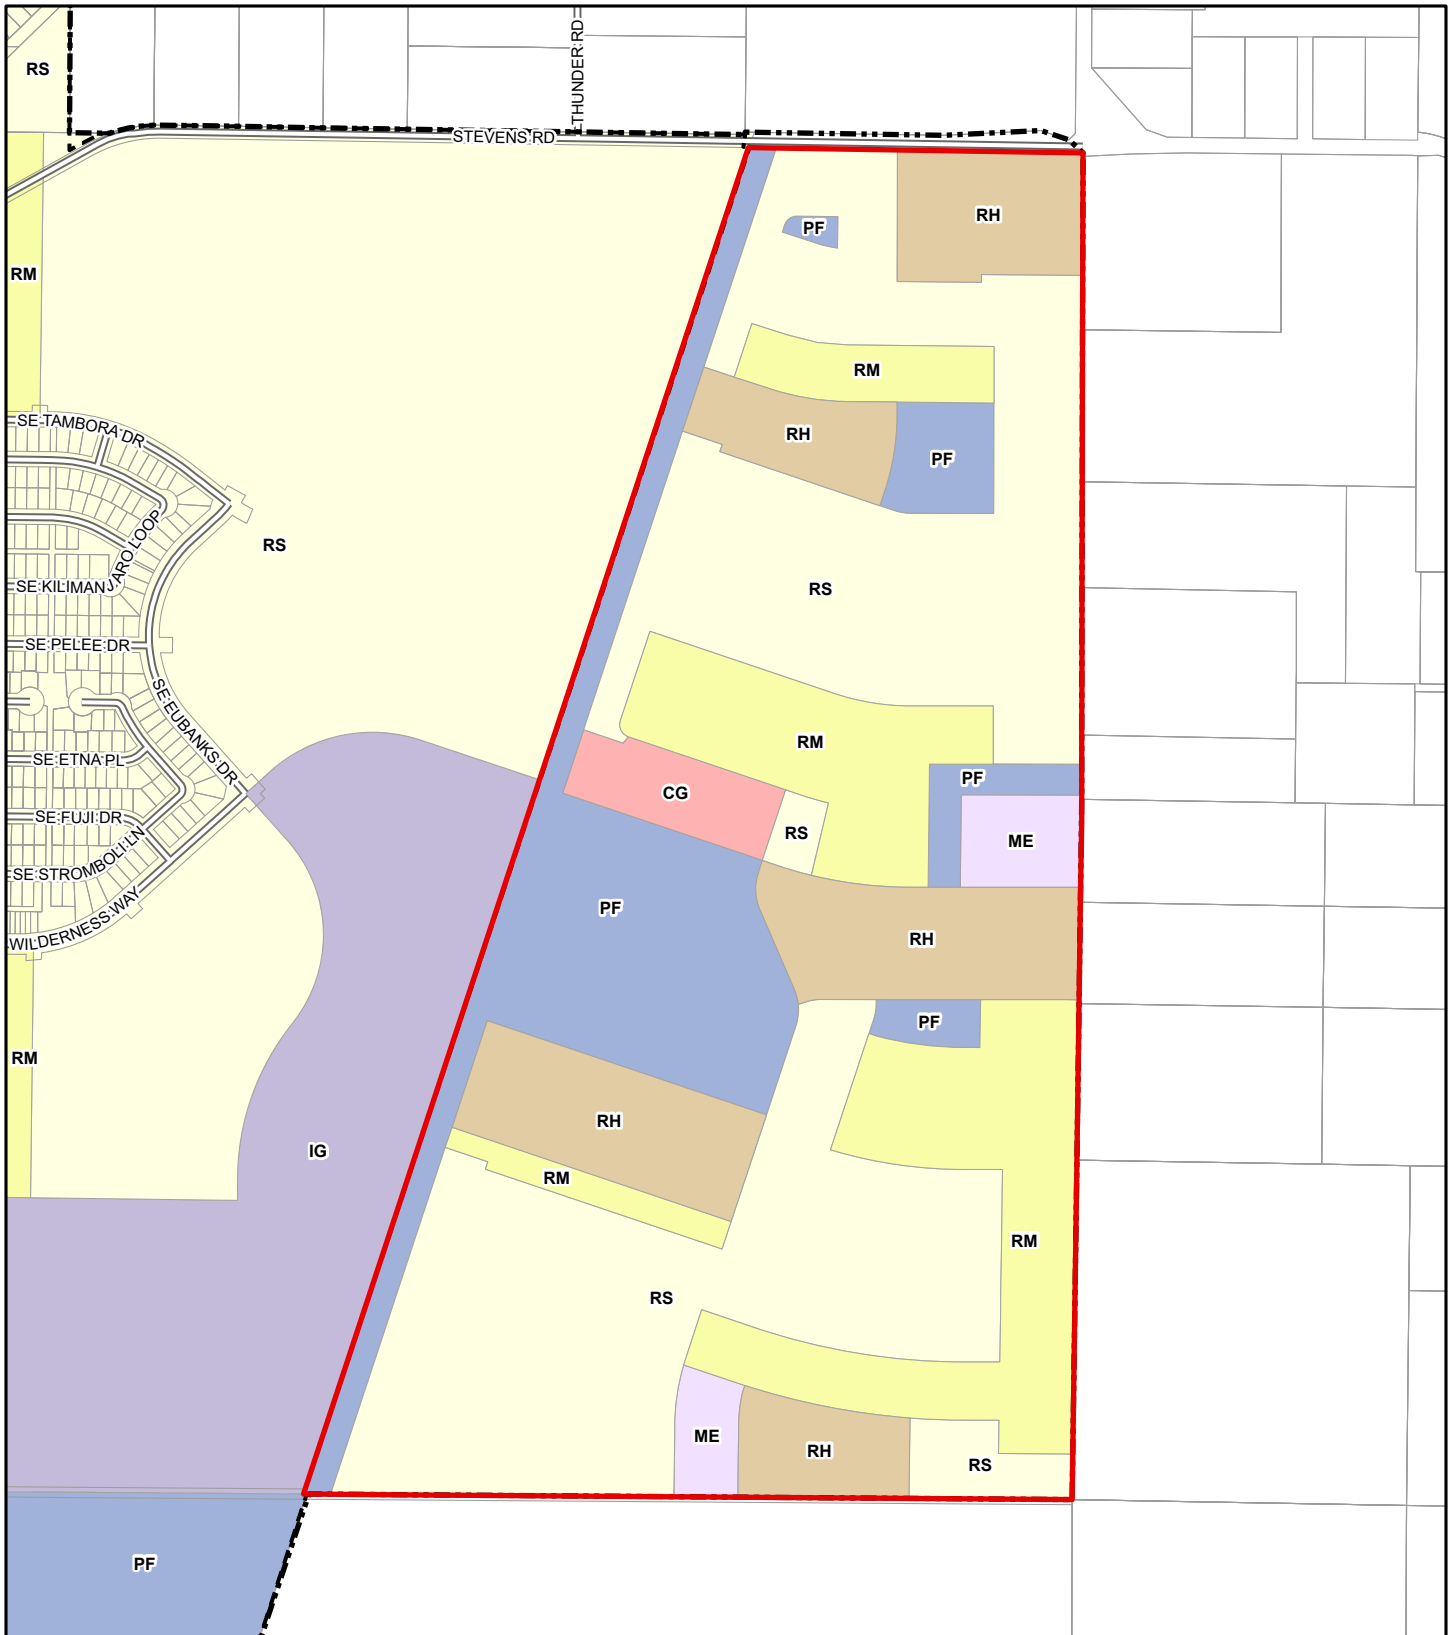 THUNDER RD
RS
STEVENS RD
RH
PF
RM
RM
SE TAMBORA DR
RH
PF
RS
SE KILIMANJARO LOOP
RS
SE PELEE DR
SE EUBANKS DR
RM
SE ETNA PL
PF
CG
SE FUJI DR
RS
ME
SE STROMBOLI LN
PF
WILDERNESS WAY
RH
PF
RM
RH
IG
RM
RM
RS
ME
RH
RS
PF